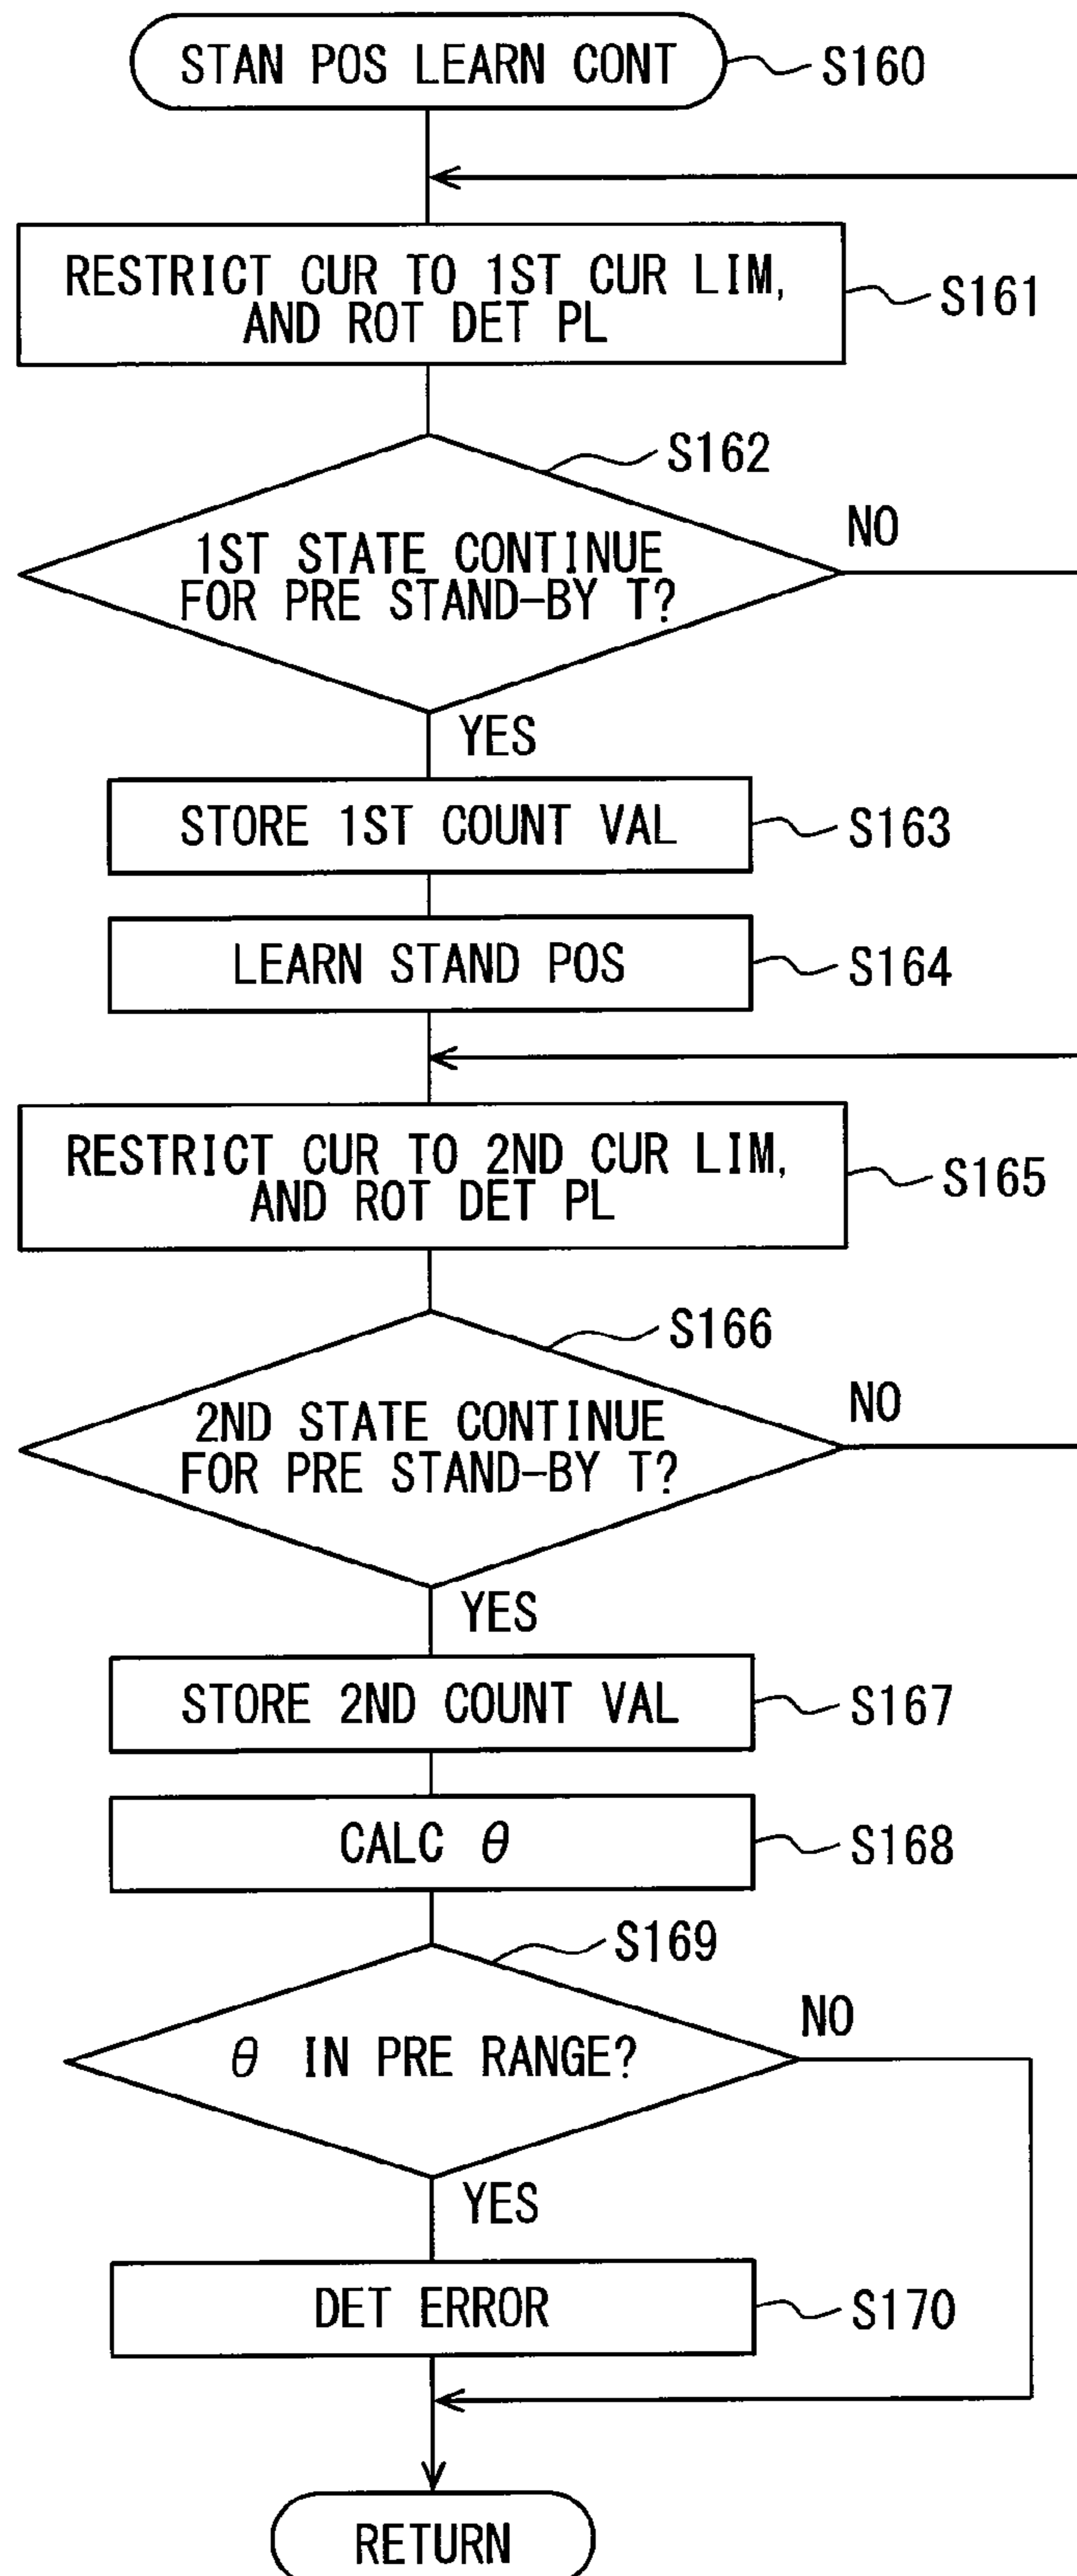 STAN POS LEARN CONT
S160
RESTRICT CUR TO 1ST CUR LIM,
AND ROT DET PL
S161
S162
1ST STATE CONTINUE
FOR PRE STAND-BY T?
NO
YES
STORE 1ST COUNT VAL
S163
LEARN STAND POS
S164
RESTRICT CUR TO 2ND CUR LIM,
AND ROT DET PL
S165
S166
2ND STATE CONTINUE
FOR PRE STAND-BY T?
NO
YES
STORE 2ND COUNT VAL
S167
CALC θ
S168
S169
θ IN PRE RANGE?
NO
YES
DET ERROR
S170
RETURN